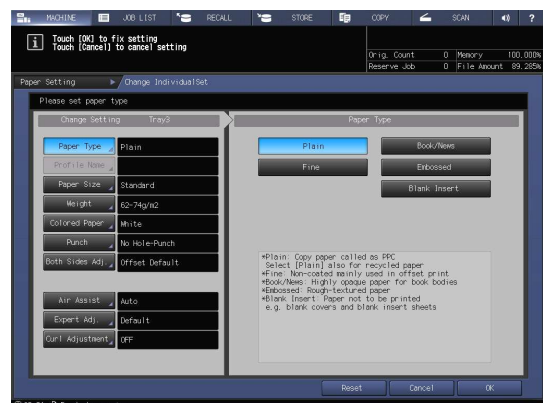 MACHINE JOB LIST RECALL STORE COPY SCAN ?
Touch [OK] to fix setting
Touch [Cancel] to cancel setting
Orig. Count 0 Memory 100.000%
Reserve Job 0 File Amount 89.285%
Paper Setting Change IndividualSet
Please set paper type
Change Setting Tray3
Paper Type
Paper Type Plain
Profile Name
Paper Size Standard
Weight 62-74g/m2
Colored Paper White
Punch No Hole-Punch
Both Sides Adj. Offset Default
Air Assist Auto
Expert Adj. Default
Curl Adjustment OFF
Plain Book/News
Fine Embossed
Blank Insert
*Plain: Copy paper called as PPC
Select [Plain] also for recycled paper
*Fine: Non-coated mainly used in offset print
*Book/News: Highly opaque paper for book bodies
*Embossed: Rough-textured paper
*Blank Insert: Paper not to be printed
e.g. blank covers and blank insert sheets
Reset Cancel OK